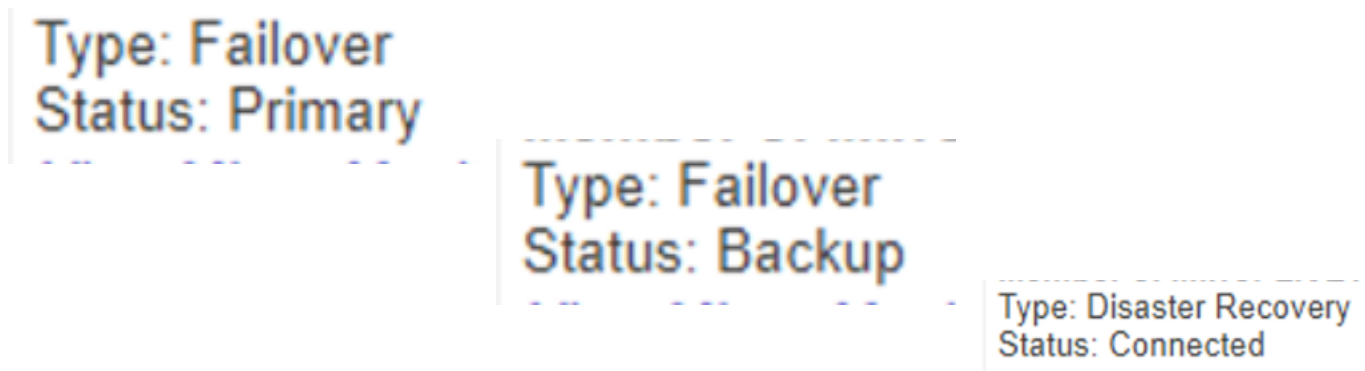 Type: Failover
Status: Primary
Type: Failover
Status: Backup
Type: Disaster Recovery
Status: Connected